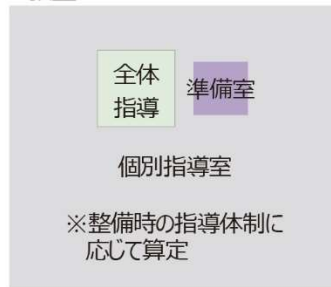 全体
指導
準備室
個別指導室
※整備時の指導体制に
応じて算定